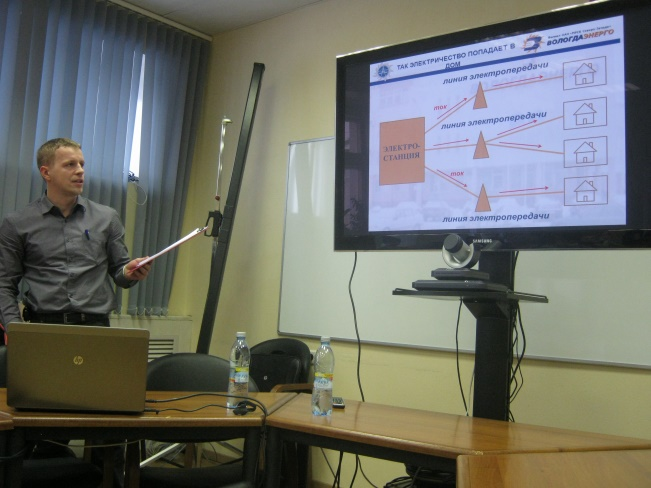 ТАК ЭЛЕКТРИЧЕСТВО ПОПАДАЕТ В
ДОМ
ВОЛОГДАЭНЕРГО
линия электропередачи
ток
линия электропередачи
ЭЛЕКТРО-
СТАНЦИЯ
ток
линия электропередачи
SAMSUNG
hp